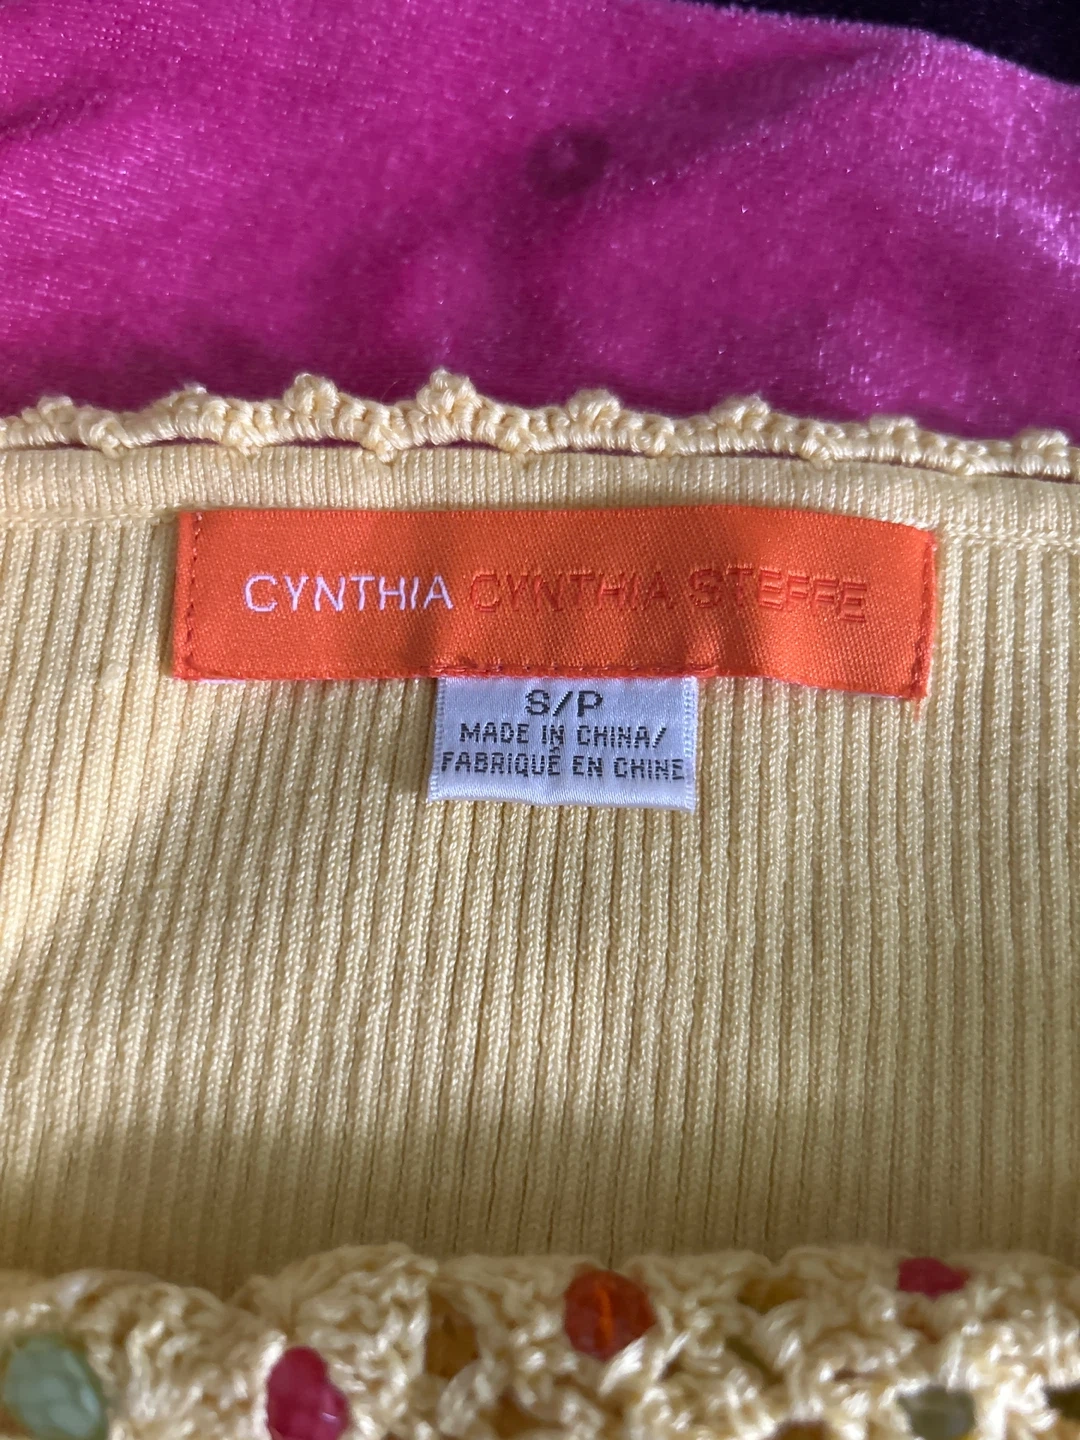 CYNTHIA CYNTHIA STEFFE
S/P
MADE IN CHINA/
FABRIQUÉ EN CHINE